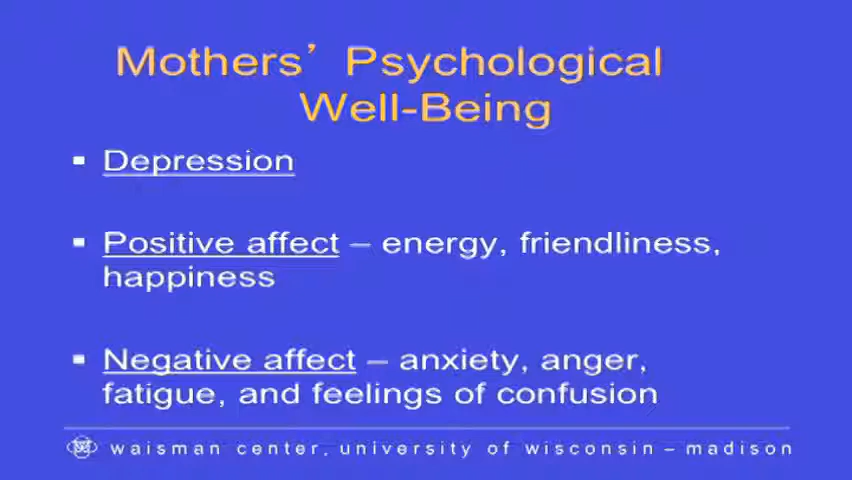 Mothers’ Psychological
Well-Being
▪ Depression
▪ Positive affect – energy, friendliness,
happiness
▪ Negative affect – anxiety, anger,
fatigue, and feelings of confusion
waisman center, university of wisconsin – madison